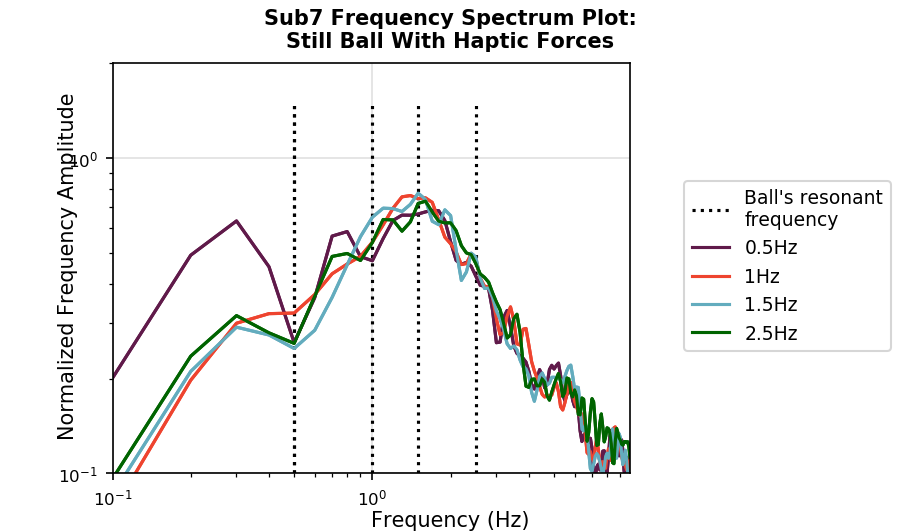 Sub7 Frequency Spectrum Plot:
Still Ball With Haptic Forces
Normalized Frequency Amplitude
10⁰
10⁻¹
10⁻¹
10⁰
Frequency (Hz)
Ball's resonant
frequency
0.5Hz
1Hz
1.5Hz
2.5Hz